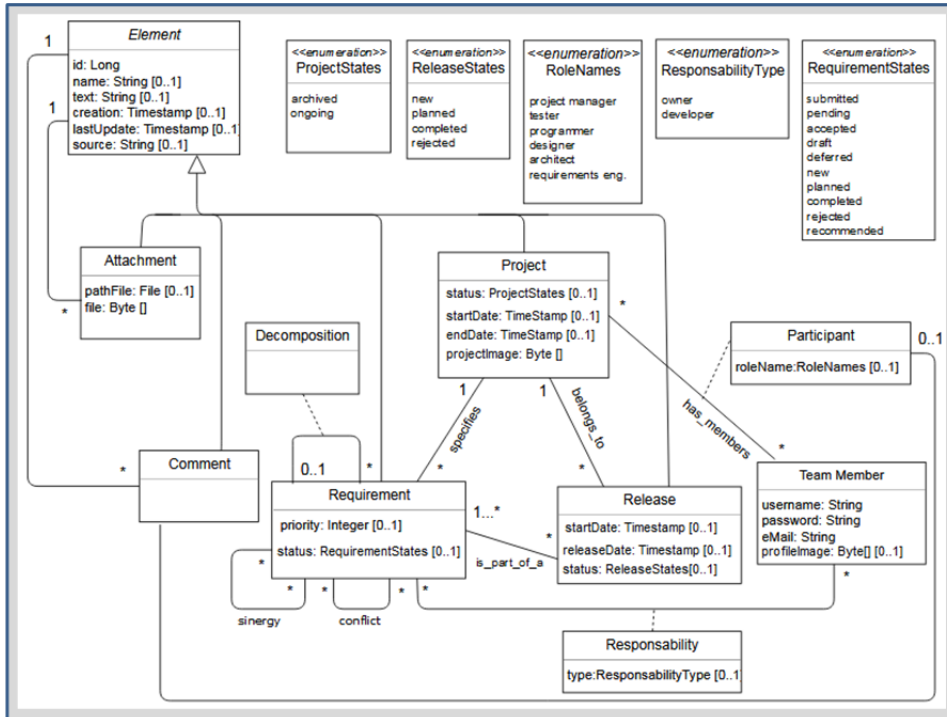 1
Element
id: Long
name: String [0..1]
text: String [0..1]
creation: Timestamp [0..1]
lastUpdate: Timestamp [0..1]
source: String [0..1]
1
<<enumeration>>
ProjectStates
archived
ongoing
<<enumeration>>
ReleaseStates
new
planned
completed
rejected
<<enumeration>>
RoleNames
project manager
tester
programmer
designer
architect
requirements eng.
<<enumeration>>
ResponsabilityType
owner
developer
<<enumeration>>
RequirementStates
submitted
pending
accepted
draft
deferred
new
planned
completed
rejected
recommended
Attachment
pathFile: File [0..1]
file: Byte []
*
Project
status: ProjectStates [0..1]
startDate: TimeStamp [0..1]
endDate: TimeStamp [0..1]
projectImage: Byte []
*
Decomposition
Participant
roleName:RoleNames [0..1]
0..1
1
specifies
*
1
belongs_to
*
has_members
*
*
Comment
0..1
*
Requirement
priority: Integer [0..1]
status: RequirementStates [0..1]
1...*
*
is_part_of_a
Release
startDate: Timestamp [0..1]
releaseDate: Timestamp [0..1]
status: ReleaseStates[0..1]
Team Member
username: String
password: String
eMail: String
profileImage: Byte[] [0..1]
*
*
sinergy
*
*
conflict
*
*
Responsability
type:ResponsabilityType [0..1]